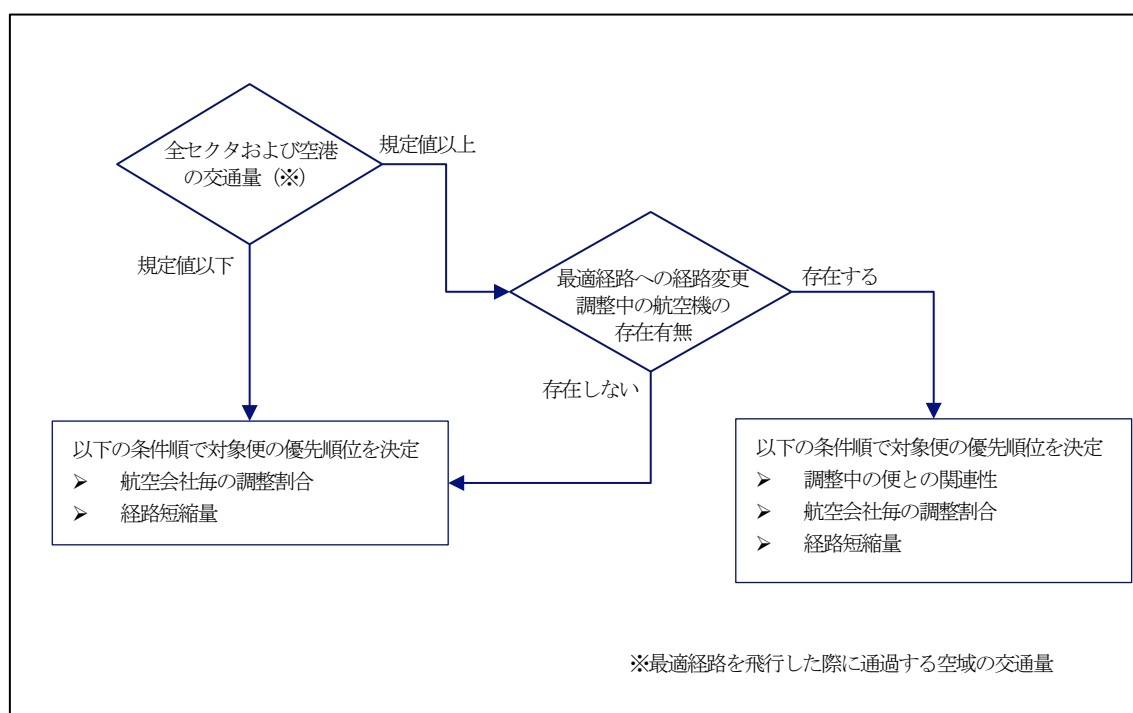 全セクタおよび空港
の交通量（※）
規定値以上
規定値以下
最適経路への経路変更
調整中の航空機の
存在有無
存在する
存在しない
以下の条件順で対象便の優先順位を決定
➢ 航空会社毎の調整割合
➢ 経路短縮量
以下の条件順で対象便の優先順位を決定
➢ 調整中の便との関連性
➢ 航空会社毎の調整割合
➢ 経路短縮量
※最適経路を飛行した際に通過する空域の交通量